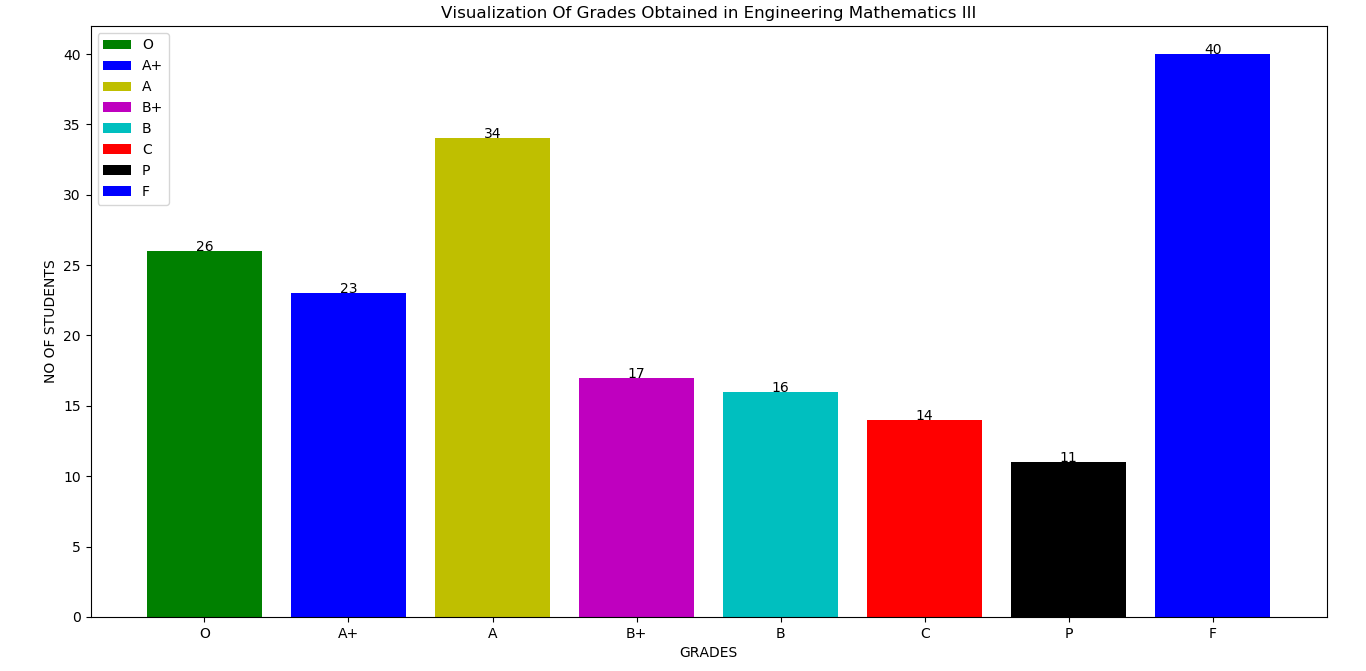 Visualization Of Grades Obtained in Engineering Mathematics III
O
A+
A
B+
B
C
P
F
40
35
30
25
20
15
10
5
0
NO OF STUDENTS
26
23
34
17
16
14
11
40
O A+ A B+ B C P F
GRADES